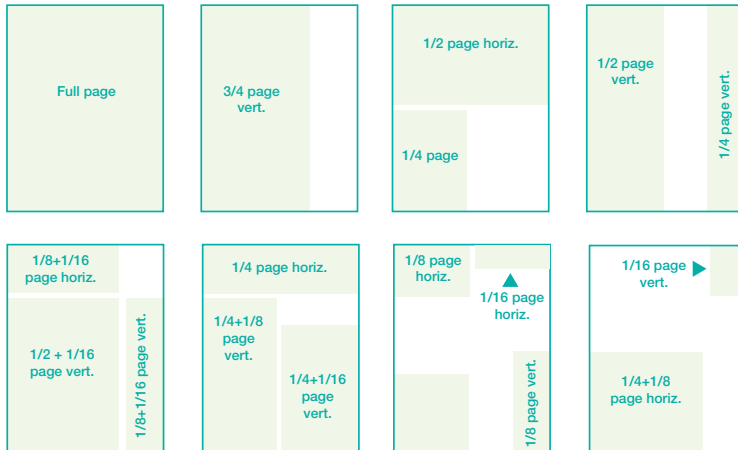 Full page
3/4 page
vert.
1/2 page horiz.
1/4 page
1/2 page
vert.
1/4 page vert.
1/8+1/16
page horiz.
1/2 + 1/16
page vert.
1/8+1/16 page vert.
1/4 page horiz.
1/4+1/8
page
vert.
1/4+1/16
page
vert.
1/8 page
horiz.
1/16 page
horiz.
1/8 page vert.
1/16 page
vert.
1/4+1/8
page horiz.